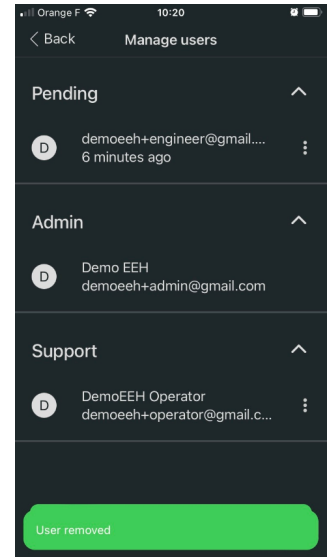 Orange F
10:20
Back
Manage users
Pending
D
demoeeh+engineer@gmail....
6 minutes ago
Admin
D
Demo EEH
demoeeh+admin@gmail.com
Support
D
DemoEEH Operator
demoeeh+operator@gmail.c...
User removed